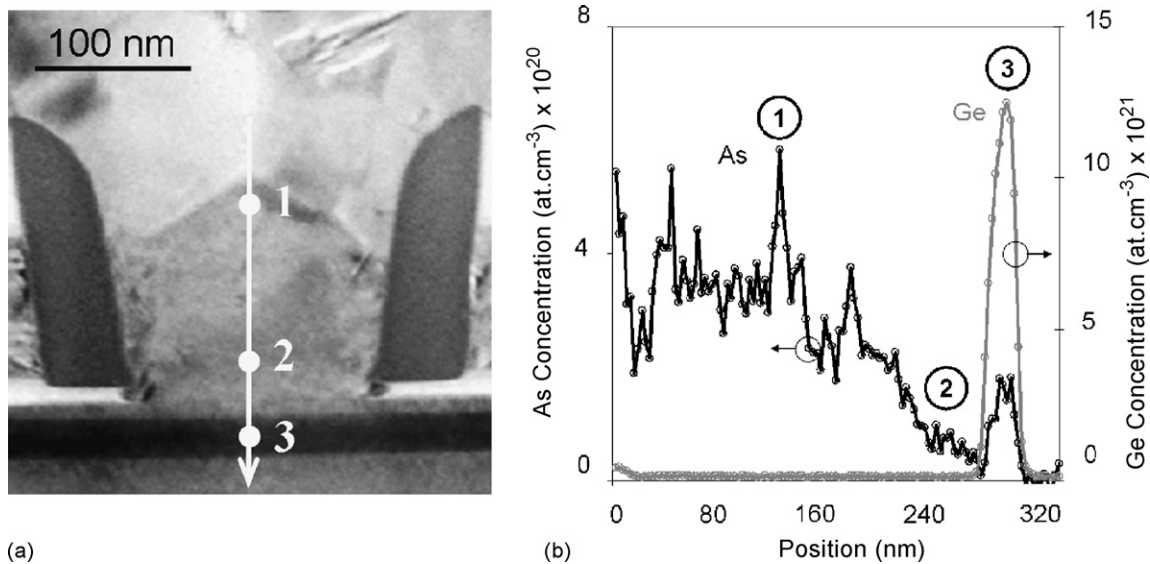 100 nm
1
2
3
(a)
8
4
0
As Concentration (at.cm-3) x 10²⁰
As
1
2
Ge
3
15
10
5
0
Ge Concentration (at.cm-3) x 10²¹
0 80 160 240 320
Position (nm)
(b)